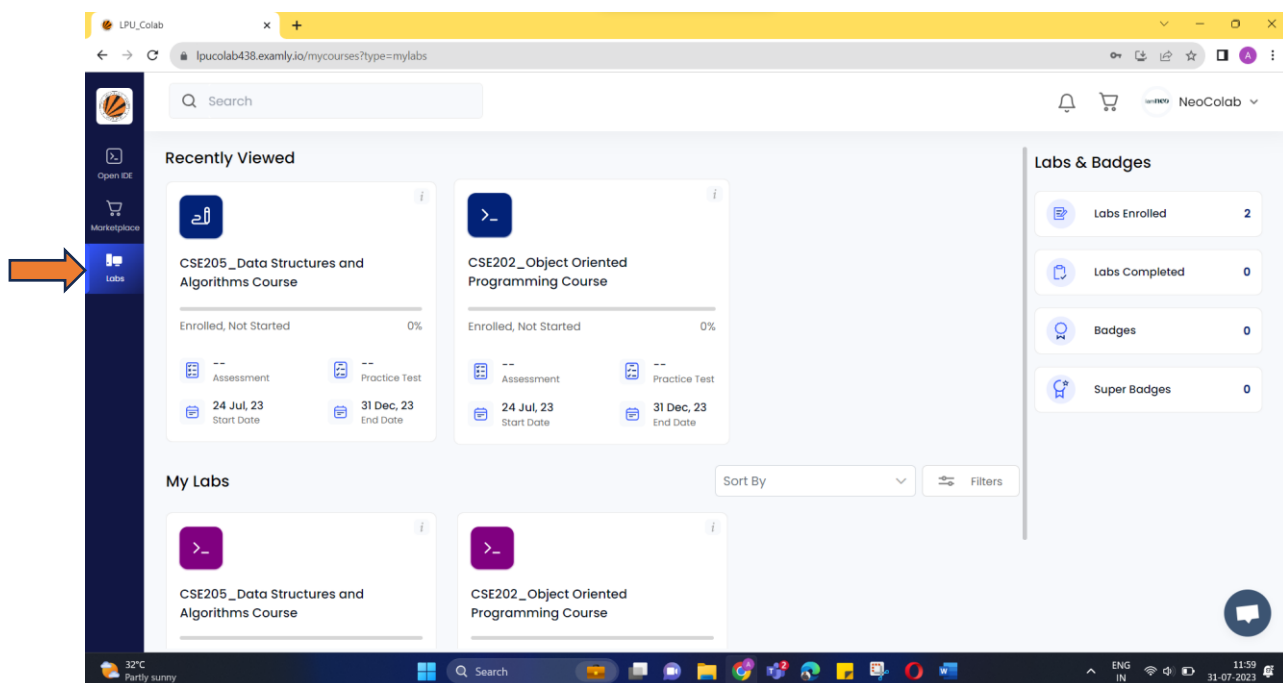 LPU_Colab
lpucolab438.examly.io/mycourses?type=mylabs
A
Search
NeoColab
Open IDE
Marketplace
Labs
Recently Viewed
i
CSE205_Data Structures and
Algorithms Course
Enrolled, Not Started 0%
--
Assessment
--
Practice Test
24 Jul, 23
Start Date
31 Dec, 23
End Date
i
CSE202_Object Oriented
Programming Course
Enrolled, Not Started 0%
--
Assessment
--
Practice Test
24 Jul, 23
Start Date
31 Dec, 23
End Date
Labs & Badges
Labs Enrolled 2
Labs Completed 0
Badges 0
Super Badges 0
My Labs
Sort By
Filters
i
CSE205_Data Structures and
Algorithms Course
i
CSE202_Object Oriented
Programming Course
32°C
Partly sunny
Search
2
ENG
IN
11:59
31-07-2023